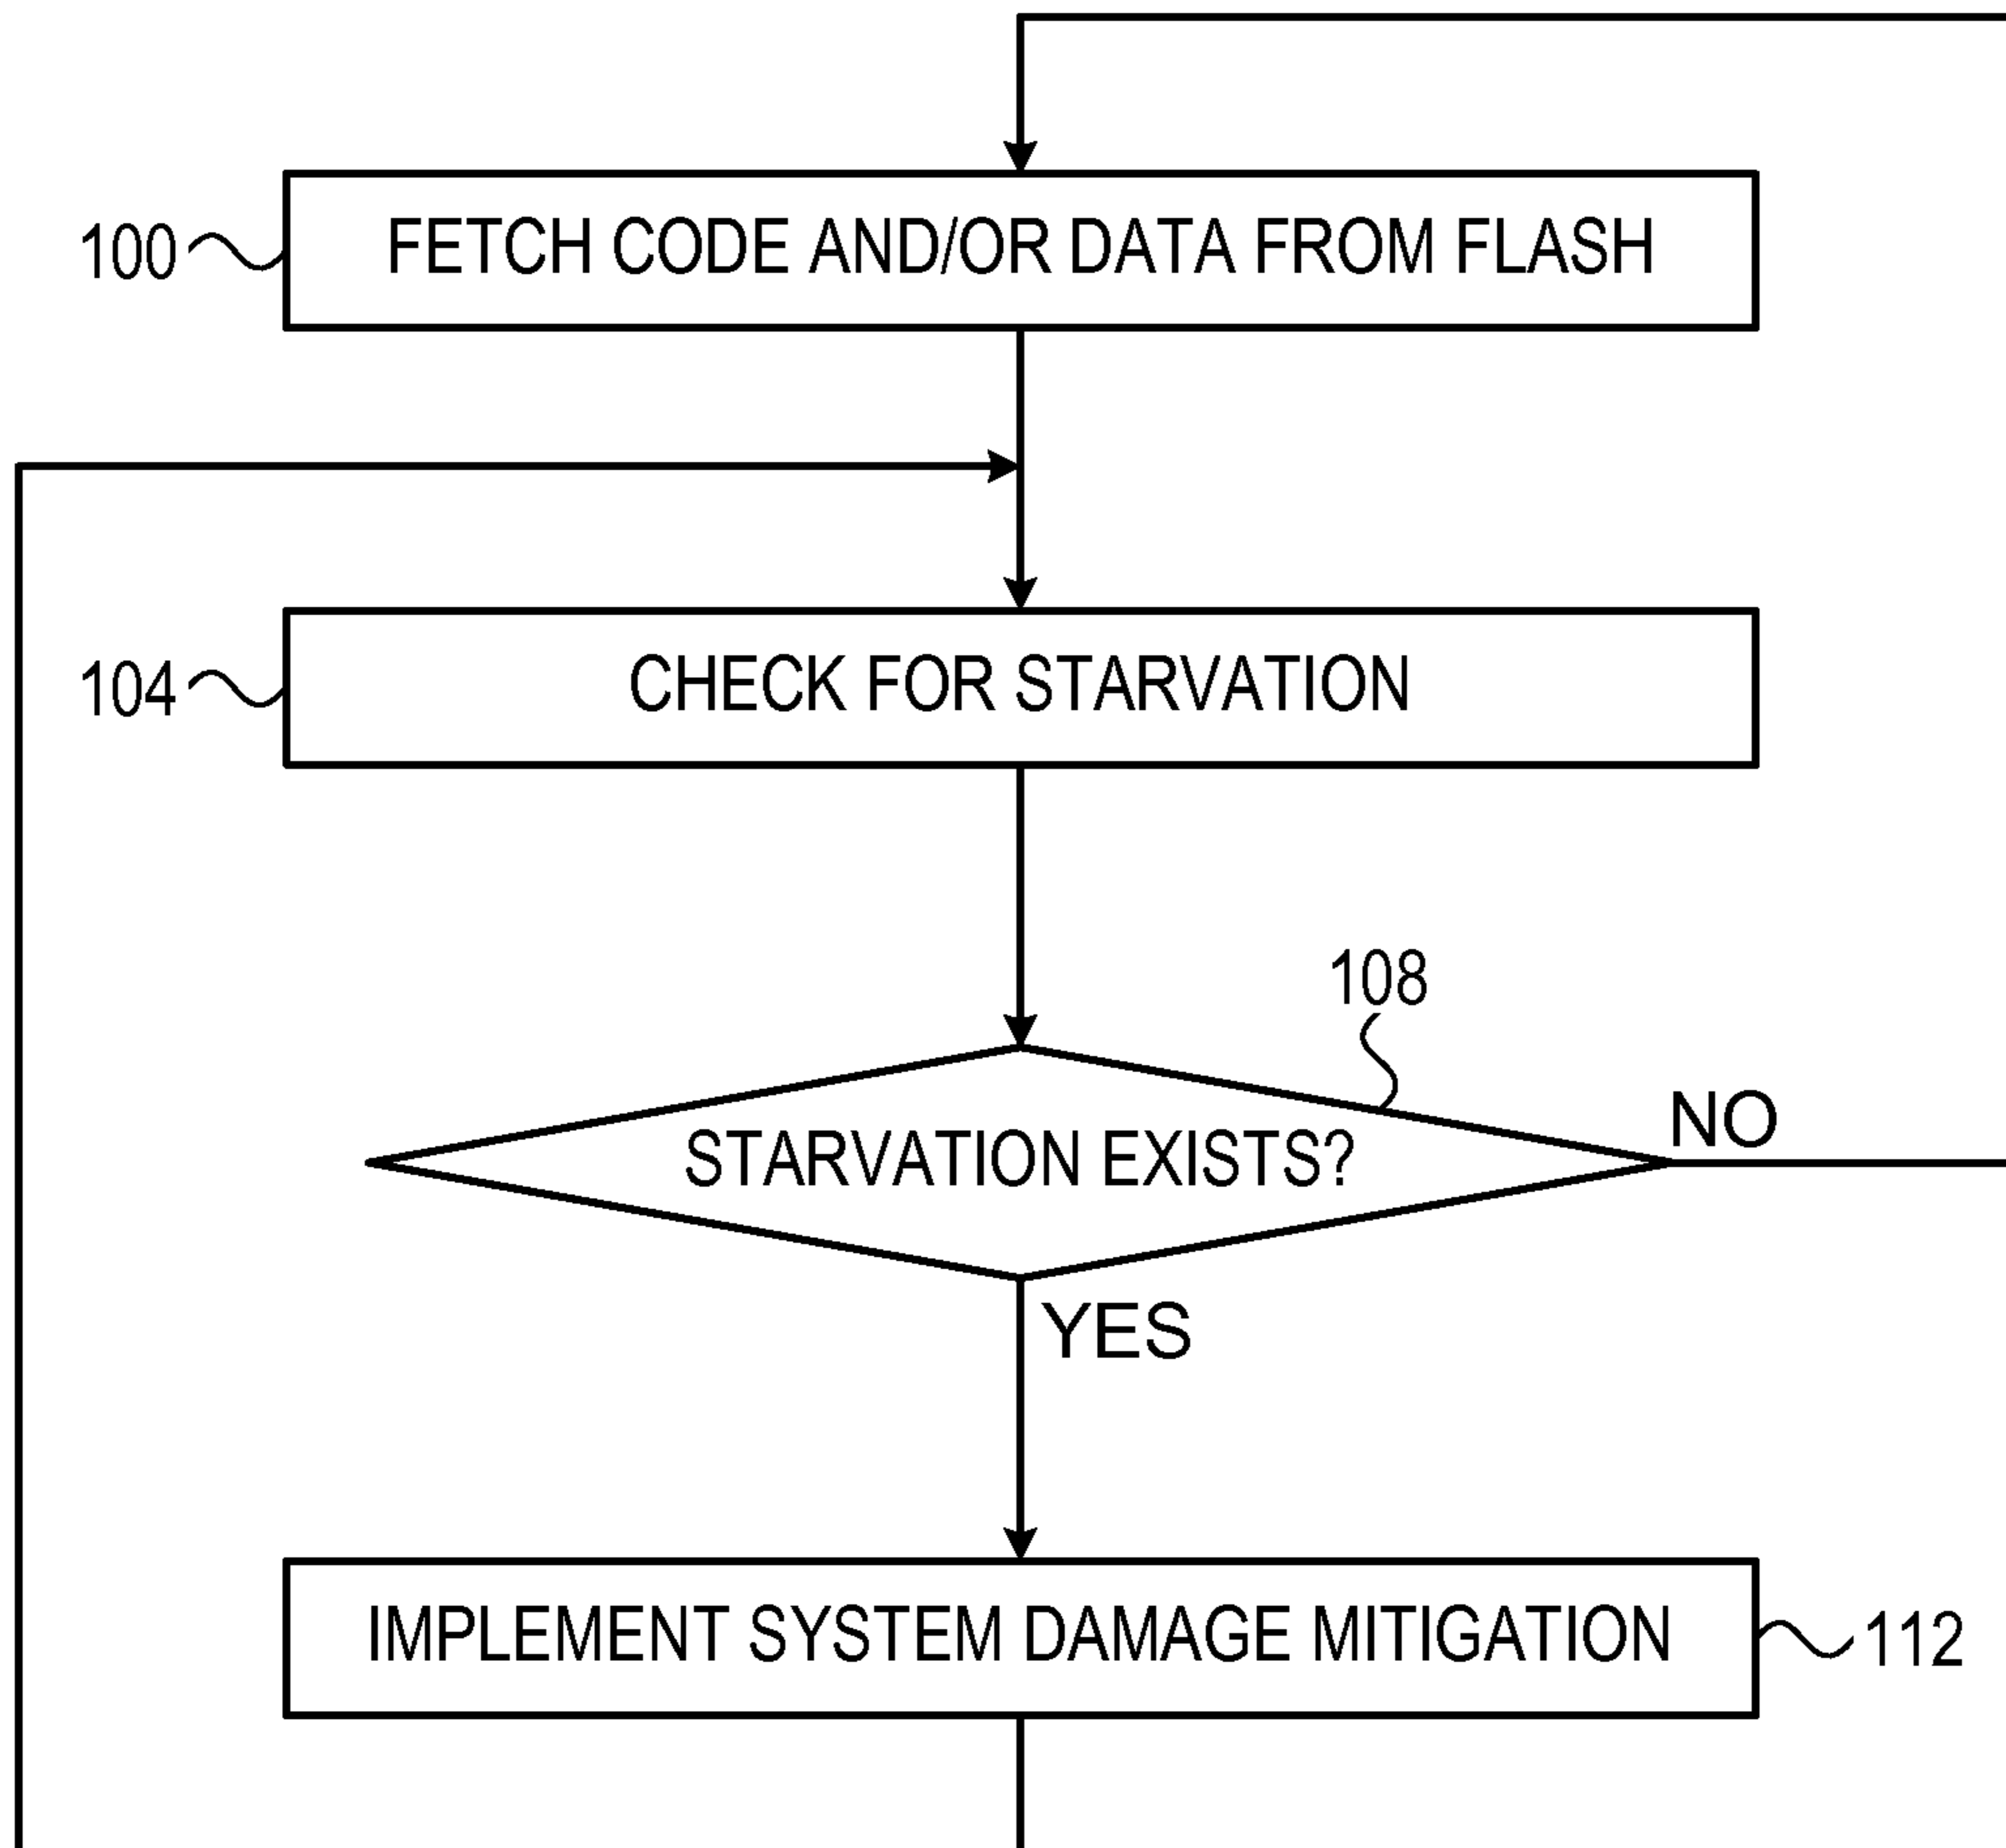 100
FETCH CODE AND/OR DATA FROM FLASH
104
CHECK FOR STARVATION
108
STARVATION EXISTS?
NO
YES
IMPLEMENT SYSTEM DAMAGE MITIGATION
112